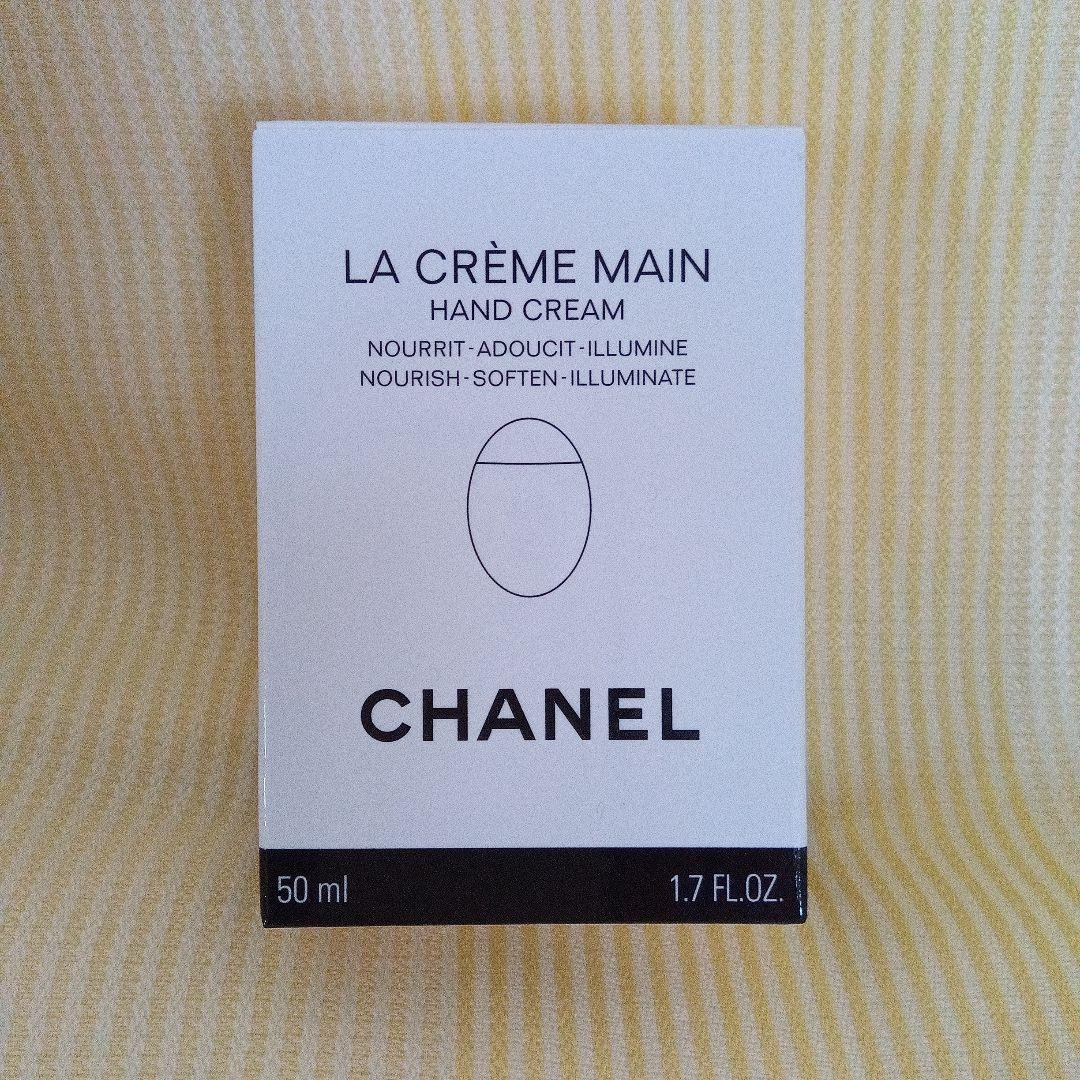 LA CRÈME MAIN
HAND CREAM
NOURRIT-ADOUCIT-ILLUMINE
NOURISH-SOFTEN-ILLUMINATE
CHANEL
50 ml 1.7 FL.OZ.